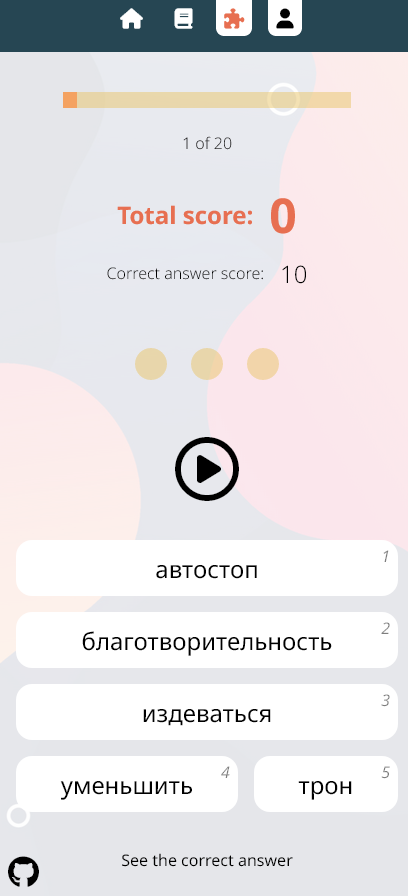 1 of 20
Total score: 0
Correct answer score: 10
автостоп 1
благотворительность 2
издеваться 3
уменьшить 4 трон 5
See the correct answer